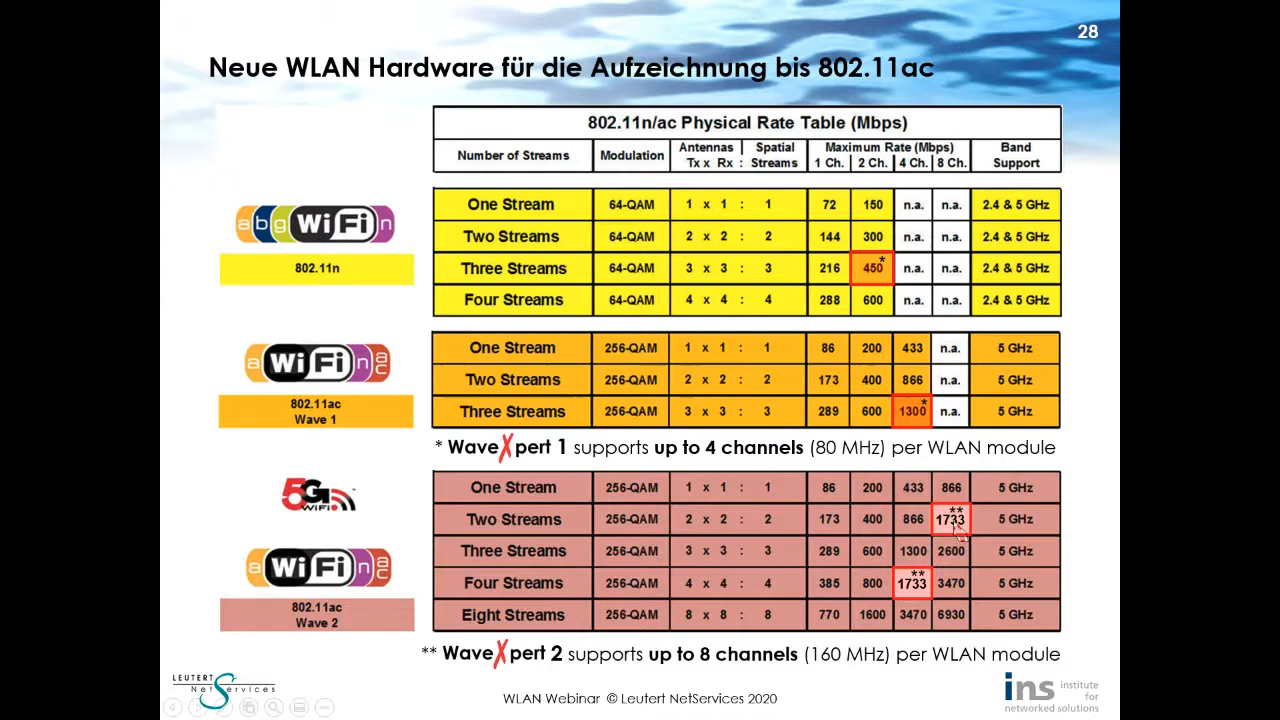 28
Neue WLAN Hardware für die Aufzeichnung bis 802.11ac
802.11n/ac Physical Rate Table (Mbps)
Number of Streams Modulation Antennas Tx x Rx : Spatial Streams Maximum Rate (Mbps) 1 Ch. 2 Ch. 4 Ch. 8 Ch. Band Support
a b g WiFi n
802.11n
One Stream 64-QAM 1 x 1 : 1 72 150 n.a. n.a. 2.4 & 5 GHz
Two Streams 64-QAM 2 x 2 : 2 144 300 n.a. n.a. 2.4 & 5 GHz
Three Streams 64-QAM 3 x 3 : 3 216 450* n.a. n.a. 2.4 & 5 GHz
Four Streams 64-QAM 4 x 4 : 4 288 600 n.a. n.a. 2.4 & 5 GHz
a WiFi n ac
802.11ac
Wave 1
One Stream 256-QAM 1 x 1 : 1 86 200 433 n.a. 5 GHz
Two Streams 256-QAM 2 x 2 : 2 173 400 866 n.a. 5 GHz
Three Streams 256-QAM 3 x 3 : 3 289 600 1300* n.a. 5 GHz
* WaveXpert 1 supports up to 4 channels (80 MHz) per WLAN module
5G WiFi
a WiFi n ac
802.11ac
Wave 2
One Stream 256-QAM 1 x 1 : 1 86 200 433 866 5 GHz
Two Streams 256-QAM 2 x 2 : 2 173 400 866 1733** 5 GHz
Three Streams 256-QAM 3 x 3 : 3 289 600 1300 2600 5 GHz
Four Streams 256-QAM 4 x 4 : 4 385 800 1733** 3470 5 GHz
Eight Streams 256-QAM 8 x 8 : 8 770 1600 3470 6930 5 GHz
** WaveXpert 2 supports up to 8 channels (160 MHz) per WLAN module
LEUTERT
NetServices
WLAN Webinar © Leutert NetServices 2020
ins institute for
networked solutions